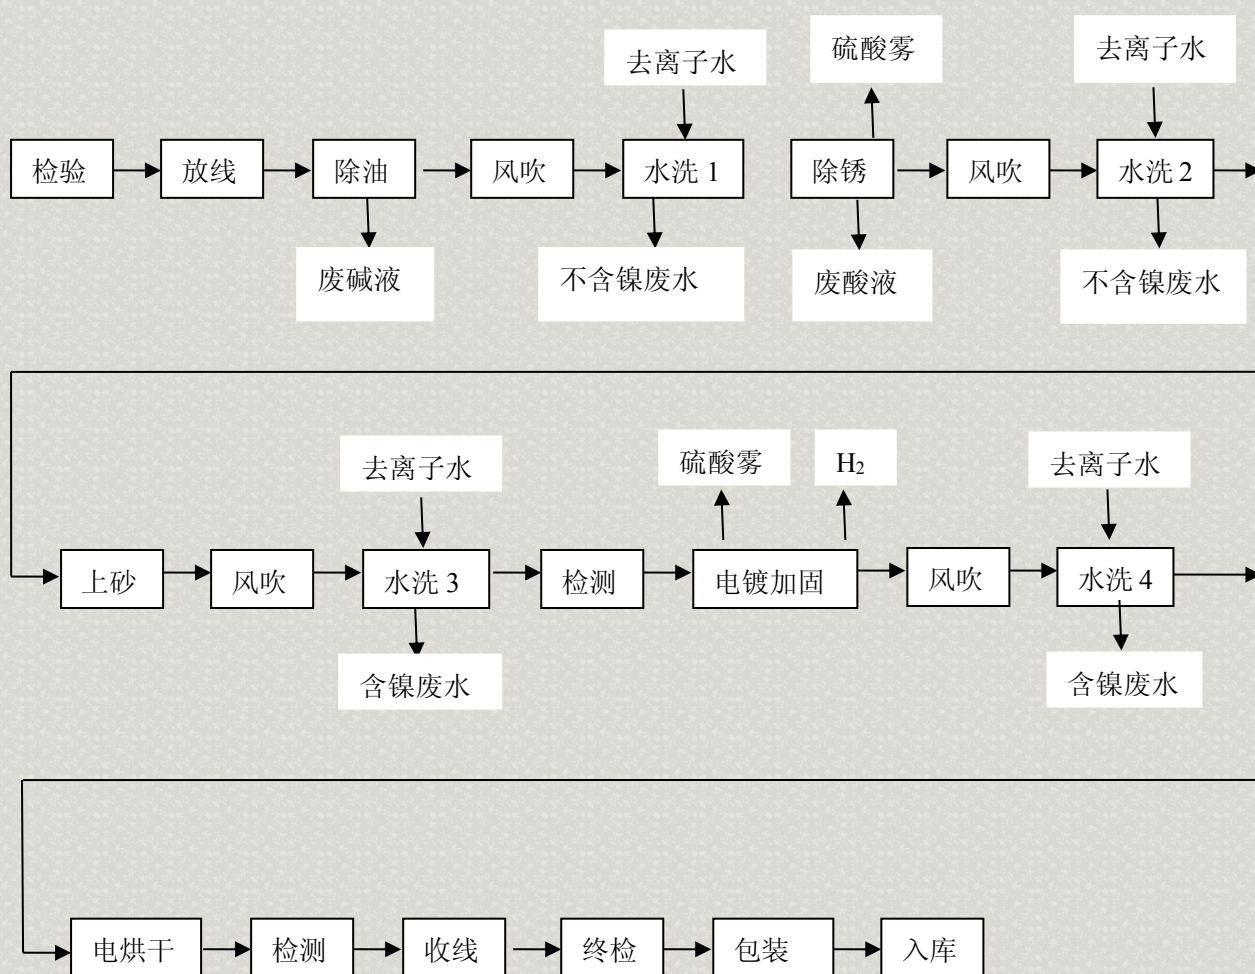 去离子水
硫酸雾
去离子水
检验
放线
除油
风吹
水洗 1
除锈
风吹
水洗 2
废碱液
不含镍废水
废酸液
不含镍废水
去离子水
硫酸雾
H₂
去离子水
上砂
风吹
水洗 3
检测
电镀加固
风吹
水洗 4
含镍废水
含镍废水
电烘干
检测
收线
终检
包装
入库